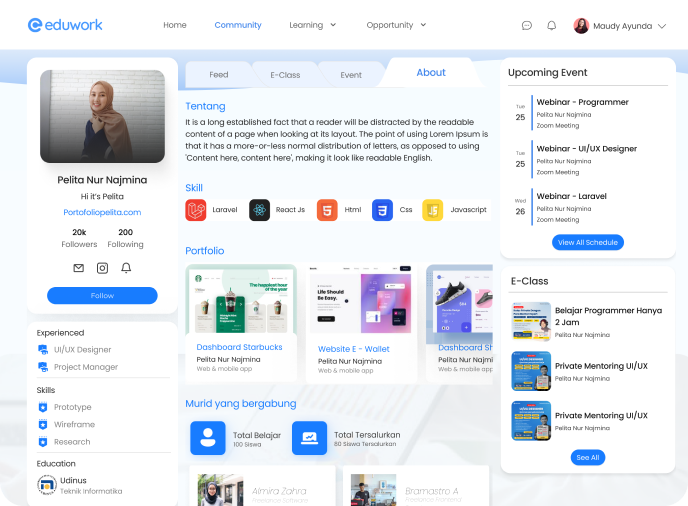 eduwork
Home
Community
Learning
Opportunity
Maudy Ayunda
Pelita Nur Najmina
Hi it's Pelita
Portofoliopelita.com
20k
Followers
200
Following
Follow
Experienced
UI/UX Designer
Project Manager
Skills
Prototype
Wireframe
Research
Education
Udinus
Teknik Informatika
Feed
E-Class
Event
About
Tentang
It is a long established fact that a reader will be distracted by the readable
content of a page when looking at its layout. The point of using Lorem Ipsum is
that it has a more-or-less normal distribution of letters, as opposed to using
'Content here, content here', making it look like readable English.
Skill
Laravel
React Js
Html
Css
Javascript
Portfolio
The happiest hour
of the year
Dashboard Starbucks
Pelita Nur Najmina
Web & mobile app
Life Should
Be Easy.
Website E - Wallet
Pelita Nur Najmina
Web & mobile app
Dashboard Sh
Pelita Nur Najmin
Web & mobile app
Murid yang bergabung
Total Belajar
100 Siswa
Total Tersalurkan
80 Siswa Tersalurkan
Almira Zahra
Freelance Software
Bramastro A
Upcoming Event
Tue
25
Webinar - Programmer
Pelita Nur Najmina
Zoom Meeting
Tue
25
Webinar - UI/UX Designer
Pelita Nur Najmina
Zoom Meeting
Wed
26
Webinar - Laravel
Pelita Nur Najmina
Zoom Meeting
View All Schedule
E-Class
Belajar Programmer Hanya
2 Jam
Pelita Nur Najmina
Private Mentoring UI/UX
Pelita Nur Najmina
Private Mentoring UI/UX
Pelita Nur Najmina
See All